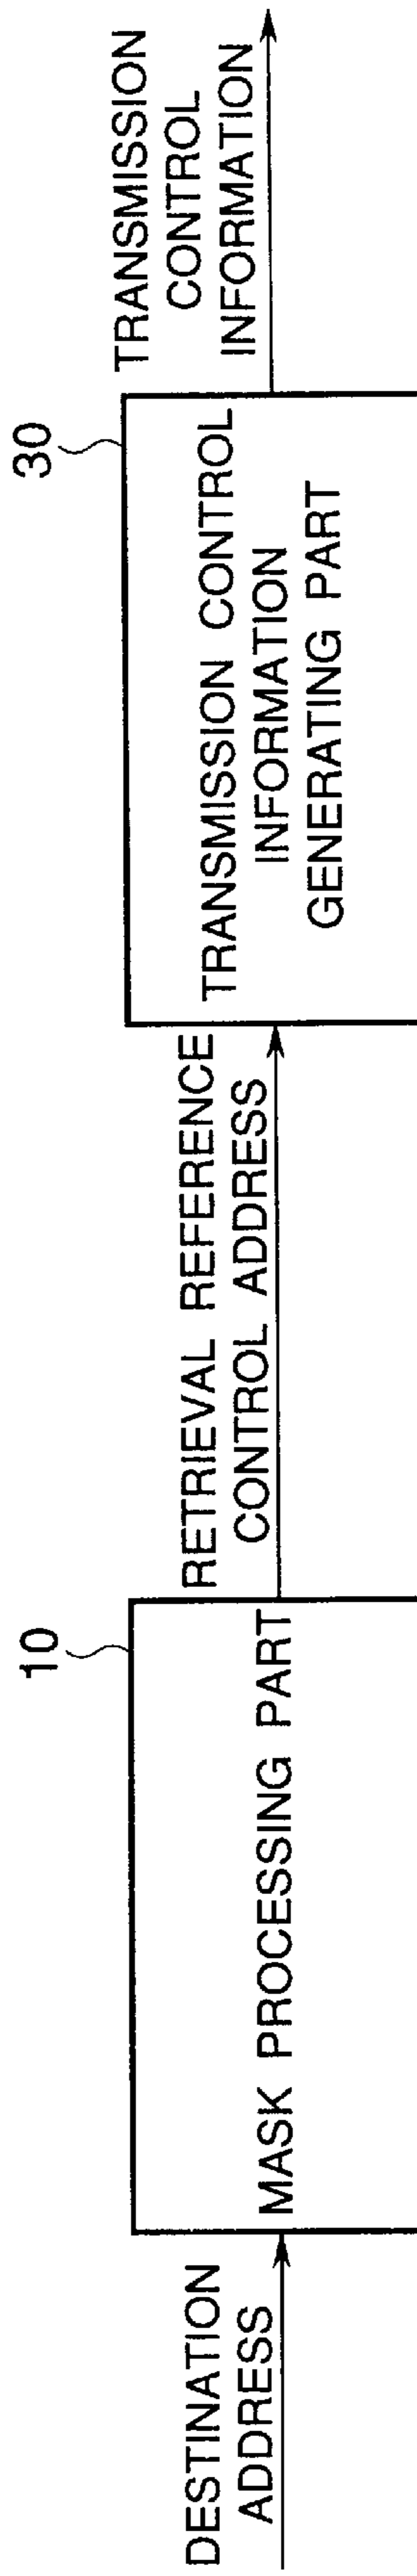 DESTINATION
ADDRESS
10
MASK PROCESSING PART
RETRIEVAL REFERENCE
CONTROL ADDRESS
30
TRANSMISSION CONTROL
INFORMATION
GENERATING PART
TRANSMISSION
CONTROL
INFORMATION